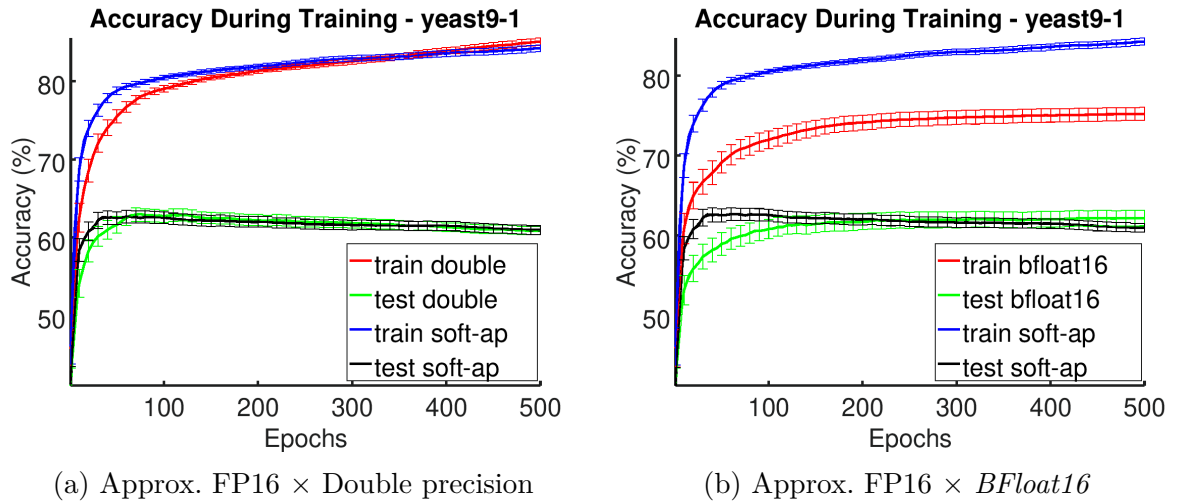 Accuracy During Training - yeast9-1
Accuracy (%)
80
70
60
50
train double
test double
train soft-ap
test soft-ap
100 200 300 400 500
Epochs
(a) Approx. FP16 × Double precision
Accuracy During Training - yeast9-1
Accuracy (%)
80
70
60
50
train bfloat16
test bfloat16
train soft-ap
test soft-ap
100 200 300 400 500
Epochs
(b) Approx. FP16 × BFloat16